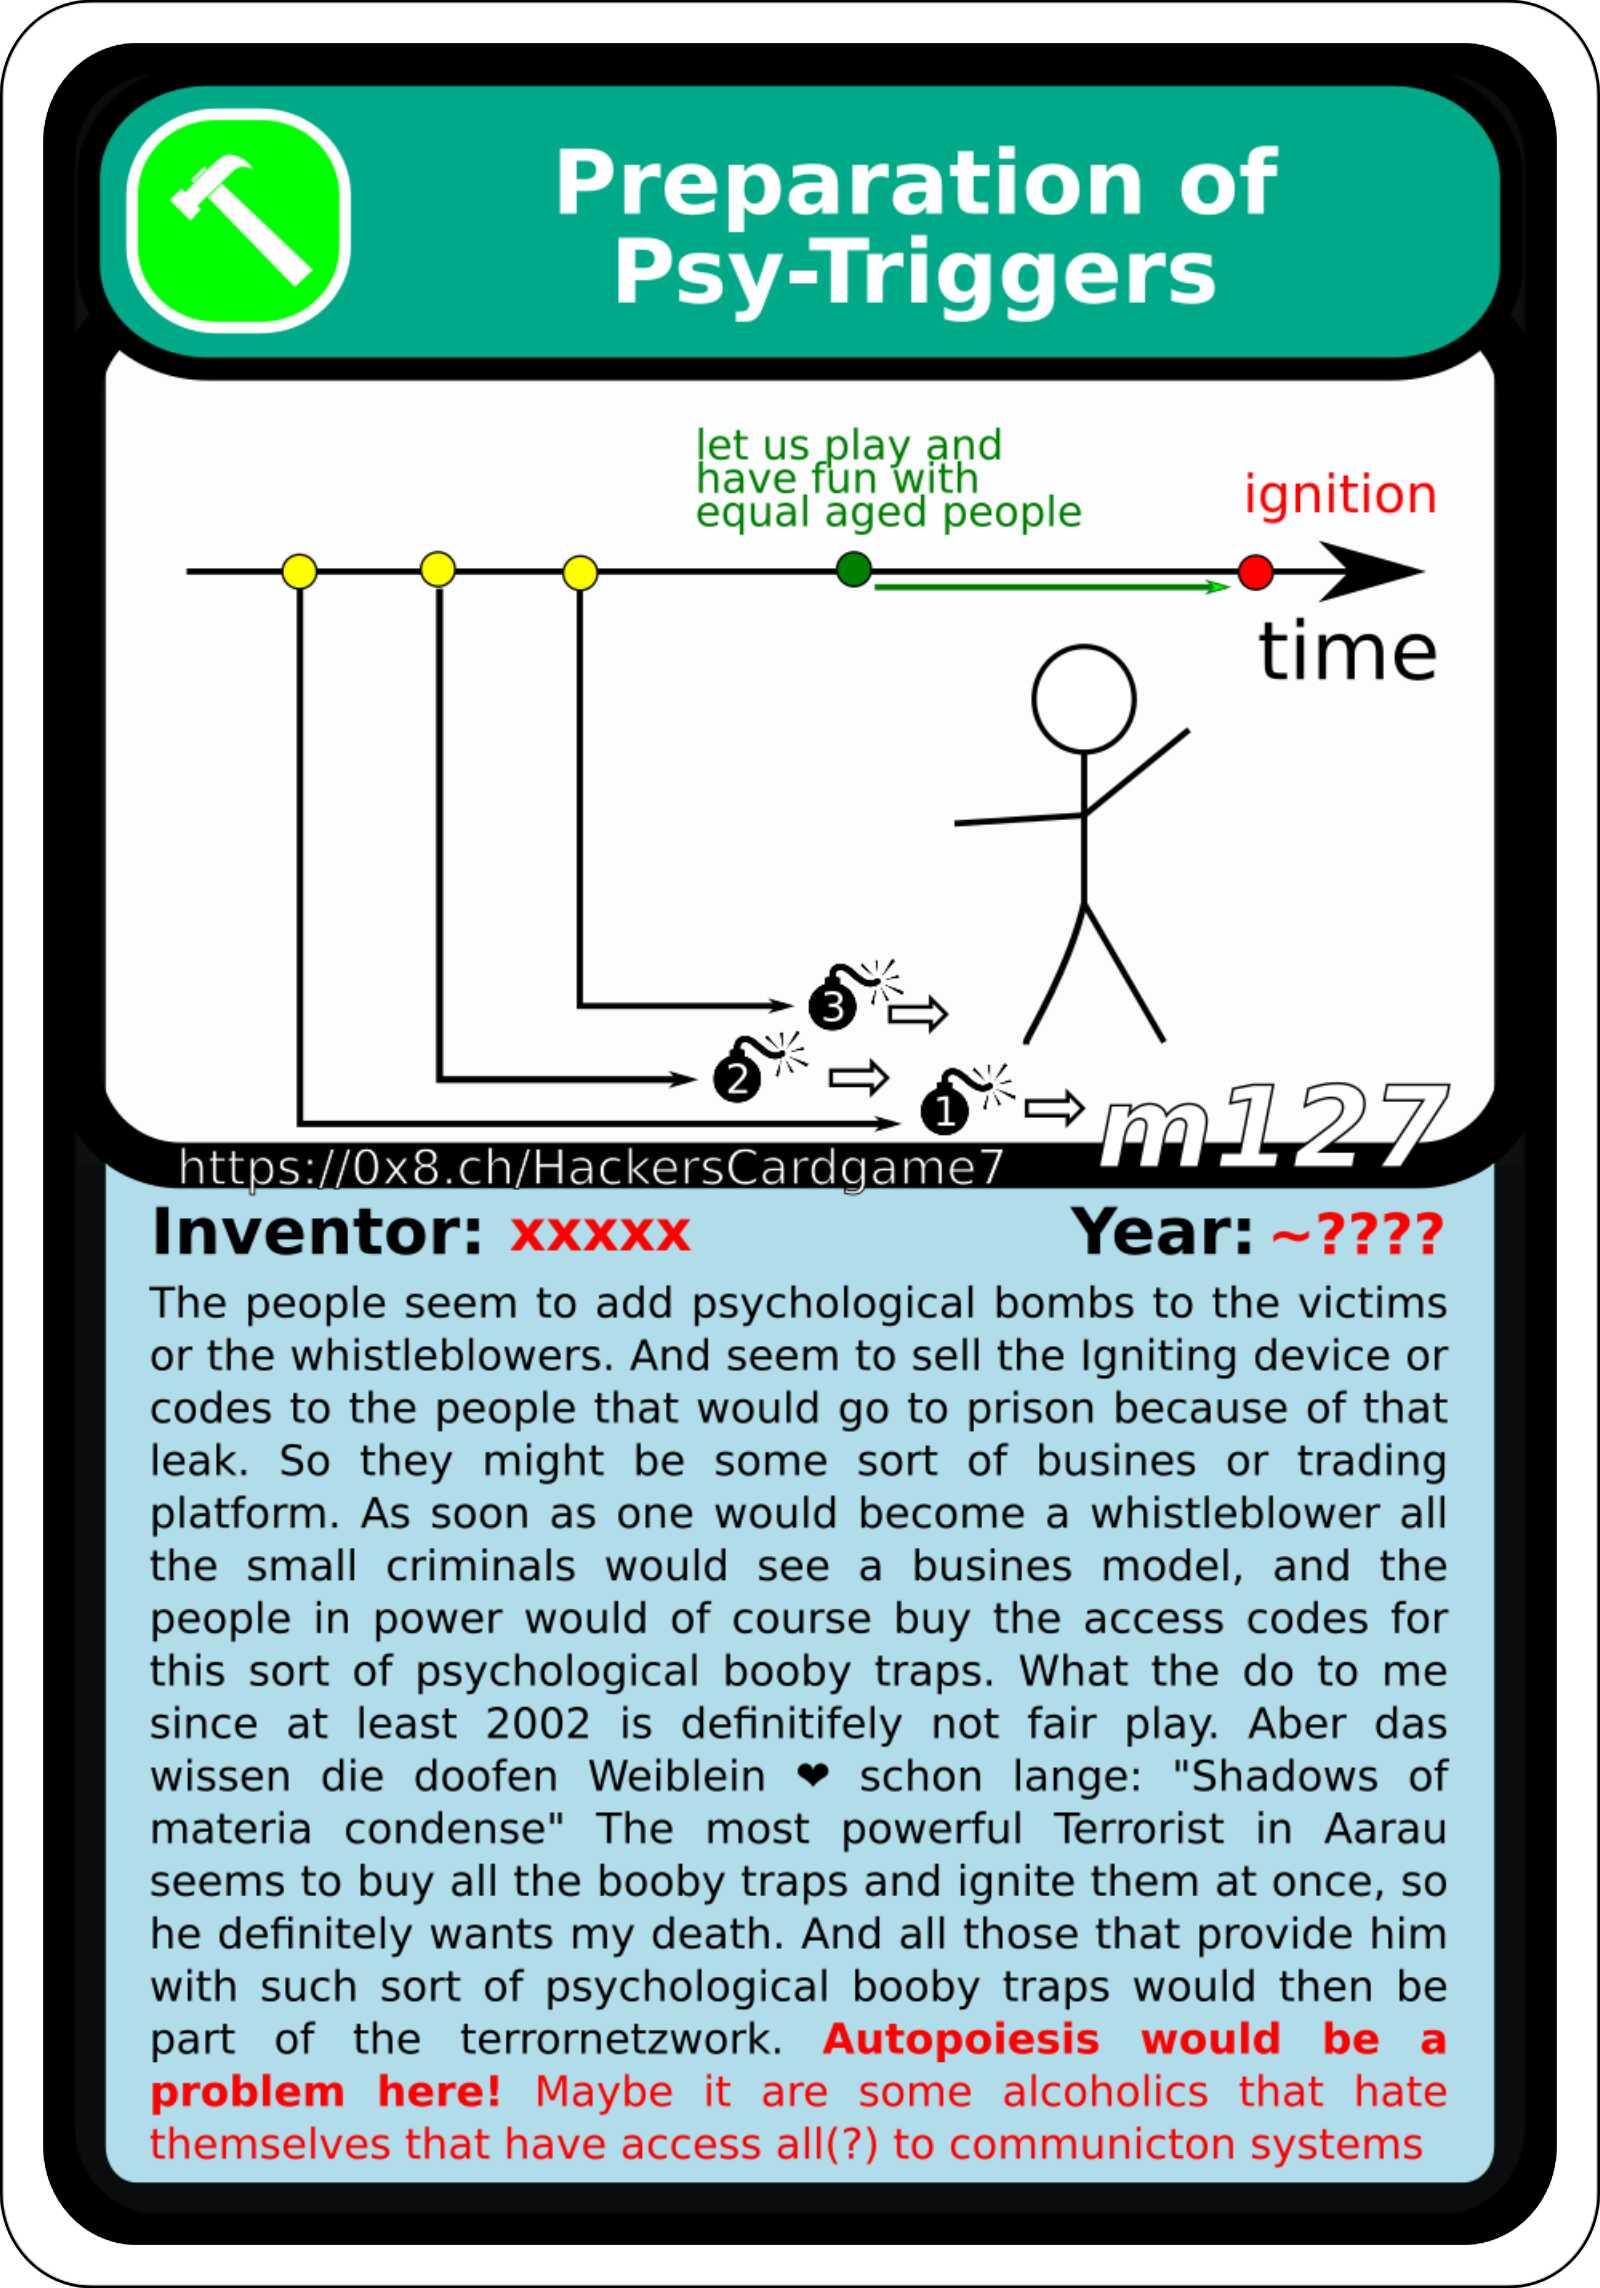 Preparation of
Psy-Triggers
let us play and
have fun with
equal aged people
ignition
time
3
2
1
m127
https://0x8.ch/HackersCardgame7
Inventor: xxxxx Year: ~????
The people seem to add psychological bombs to the victims
or the whistleblowers. And seem to sell the Igniting device or
codes to the people that would go to prison because of that
leak. So they might be some sort of busines or trading
platform. As soon as one would become a whistleblower all
the small criminals would see a busines model, and the
people in power would of course buy the access codes for
this sort of psychological booby traps. What the do to me
since at least 2002 is definitifely not fair play. Aber das
wissen die doofen Weiblein ❤ schon lange: "Shadows of
materia condense" The most powerful Terrorist in Aarau
seems to buy all the booby traps and ignite them at once, so
he definitely wants my death. And all those that provide him
with such sort of psychological booby traps would then be
part of the terrornetzwork. Autopoiesis would be a
problem here! Maybe it are some alcoholics that hate
themselves that have access all(?) to communicton systems